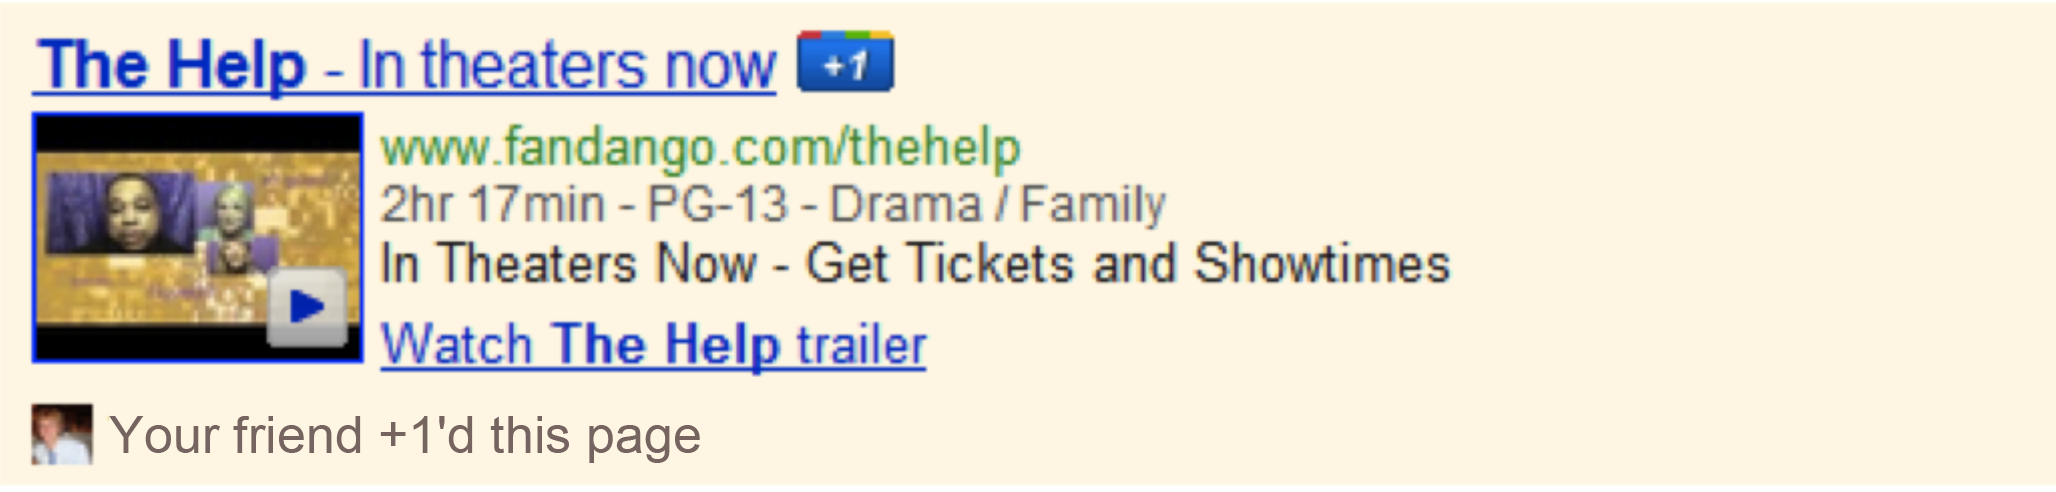 The Help - In theaters now +1
www.fandango.com/thehelp
2hr 17min - PG-13 - Drama / Family
In Theaters Now - Get Tickets and Showtimes
Watch The Help trailer
Your friend +1'd this page